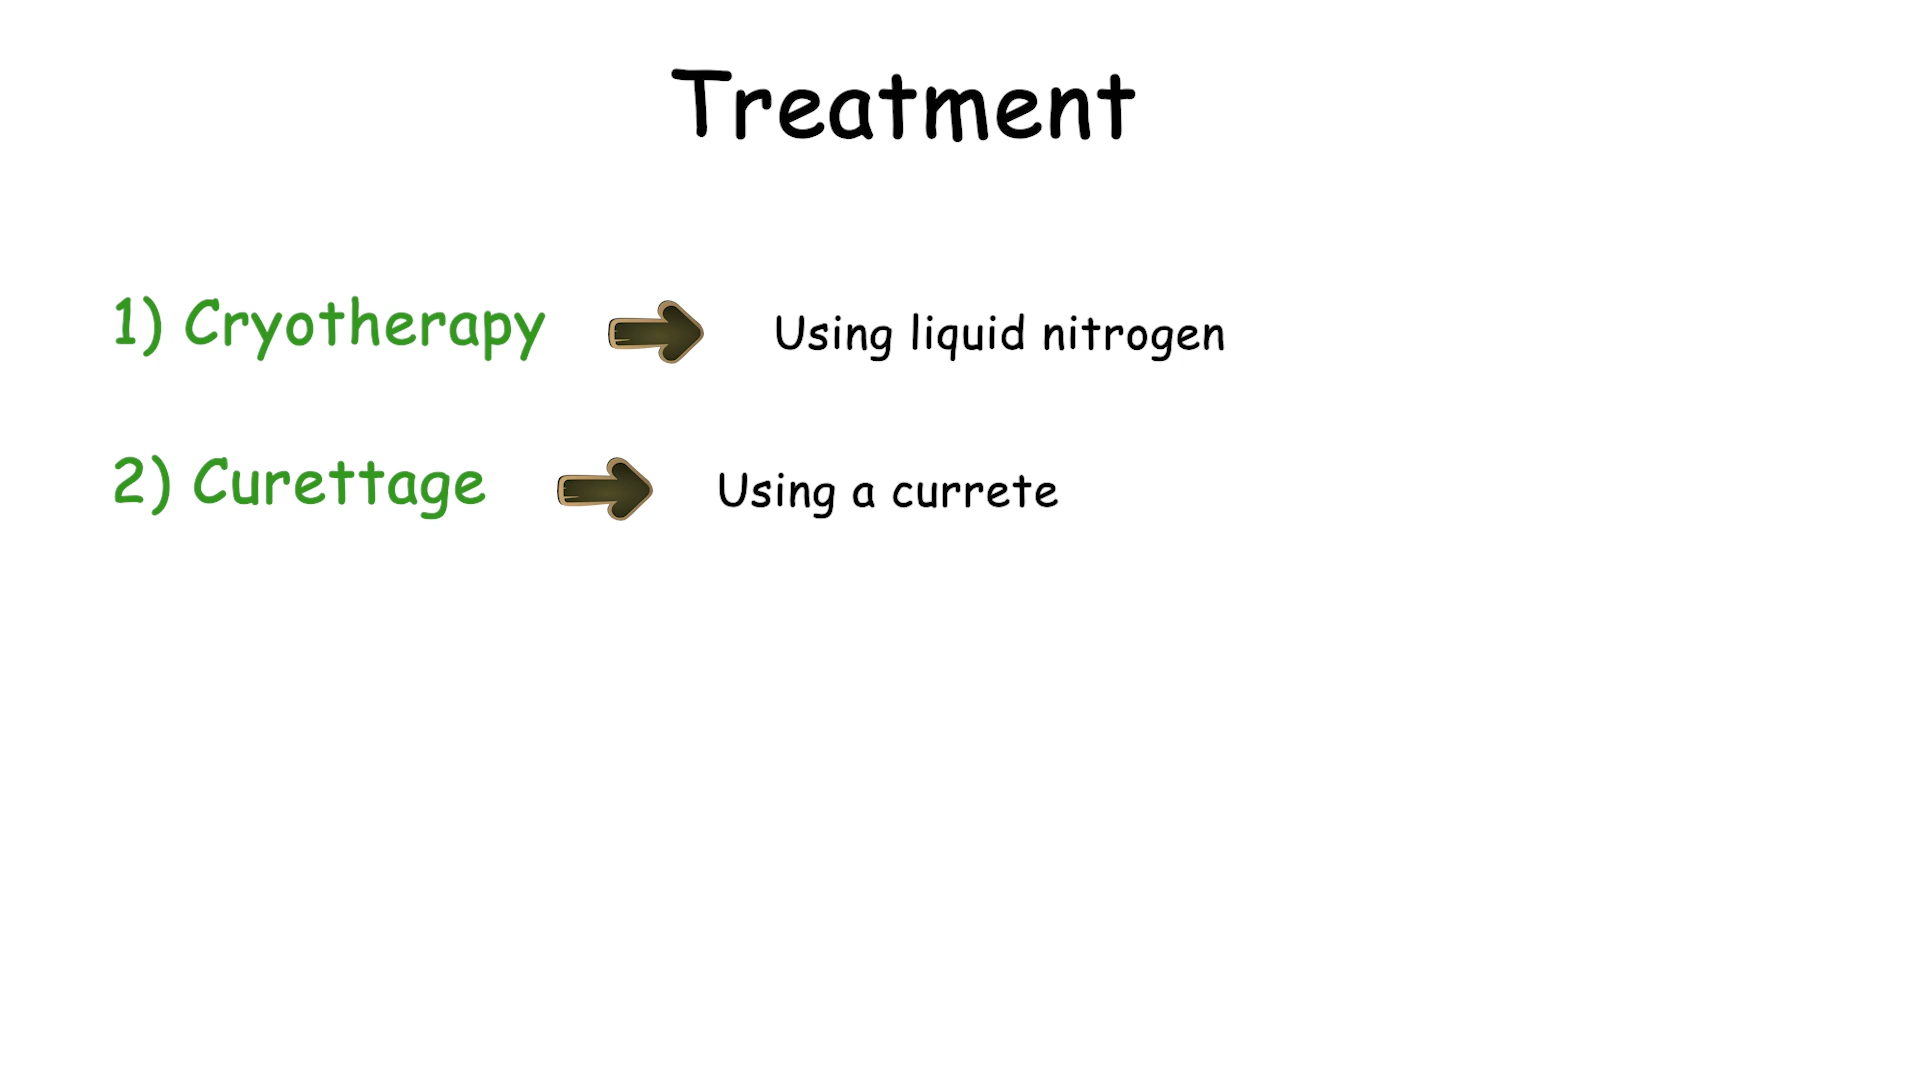 Treatment
1) Cryotherapy Using liquid nitrogen
2) Curettage Using a currete